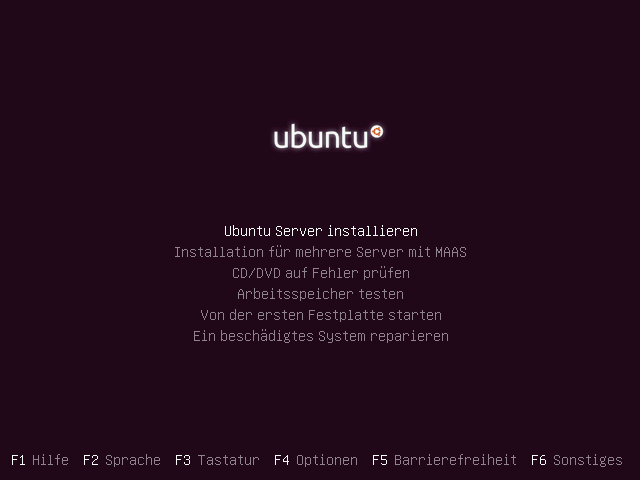 ubuntu
Ubuntu Server installieren
Installation für mehrere Server mit MAAS
CD/DVD auf Fehler prüfen
Arbeitsspeicher testen
Von der ersten Festplatte starten
Ein beschädigtes System reparieren
F1 Hilfe F2 Sprache F3 Tastatur F4 Optionen F5 Barrierefreiheit F6 Sonstiges